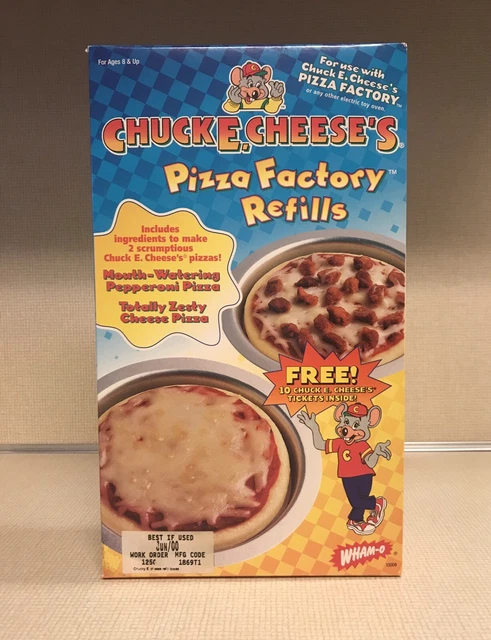 For Ages 8 & Up
For use with
Chuck E. Cheese's
PIZZA FACTORY™
or any other electric toy oven.
CHUCK E. CHEESE'S®
Pizza Factory™
Refills
Includes
ingredients to make
2 scrumptious
Chuck E. Cheese's® pizzas!
Mouth-Watering
Pepperoni Pizza
Totally Zesty
Cheese Pizza
FREE!
10 CHUCK E. CHEESE'S®
TICKETS INSIDE!
C
C
BEST IF USED
JUN/00
WORK ORDER MFG CODE
186971
WHAM-O®